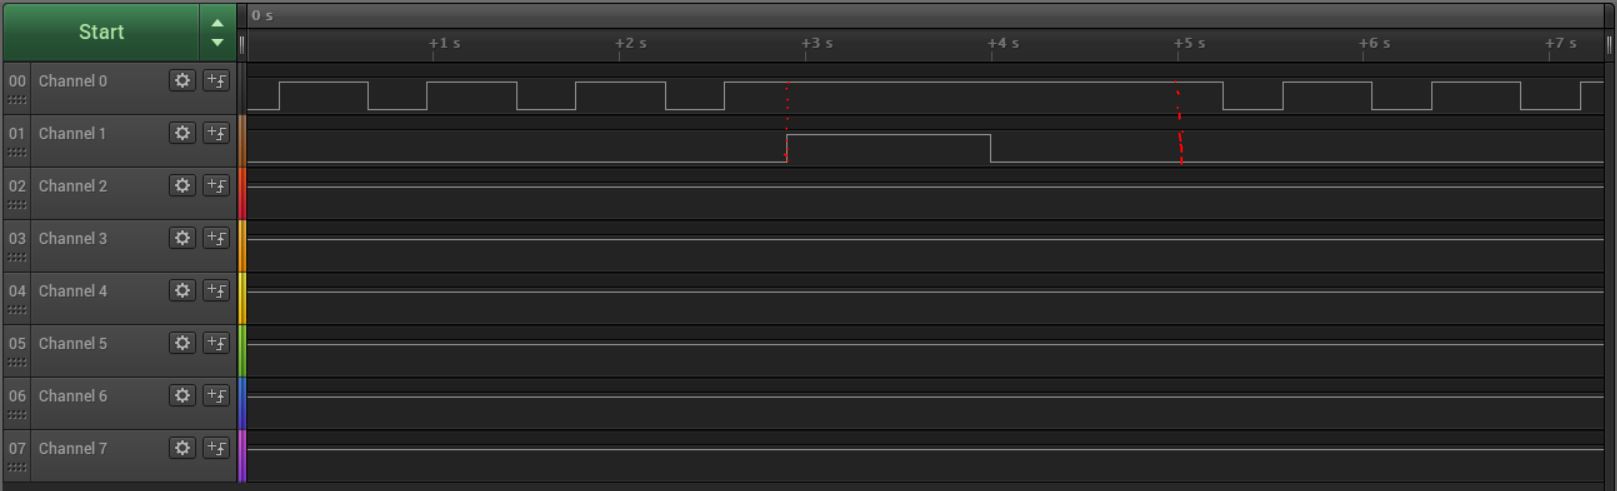 Start
0 s
+1 s +2 s +3 s +4 s +5 s +6 s +7 s
00 Channel 0
01 Channel 1
02 Channel 2
03 Channel 3
04 Channel 4
05 Channel 5
06 Channel 6
07 Channel 7